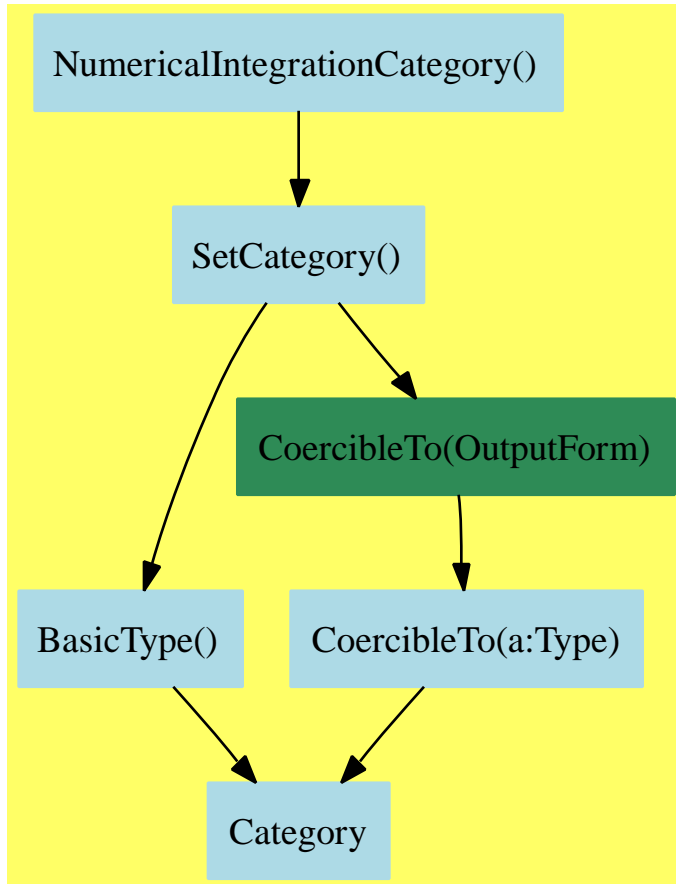 NumericalIntegrationCategory()
SetCategory()
CoercibleTo(OutputForm)
BasicType()
CoercibleTo(a:Type)
Category